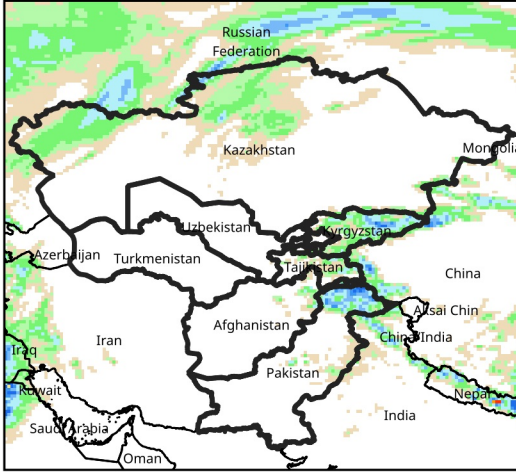 Russian
Federation
Kazakhstan
Mongolia
Uzbekistan
Kyrgyzstan
Azerbaijan
Turkmenistan
Tajikistan
China
Aksai Chin
Afghanistan
China/India
Iran
Iraq
Pakistan
Kuwait
Nepal
India
Saudi Arabia
Oman